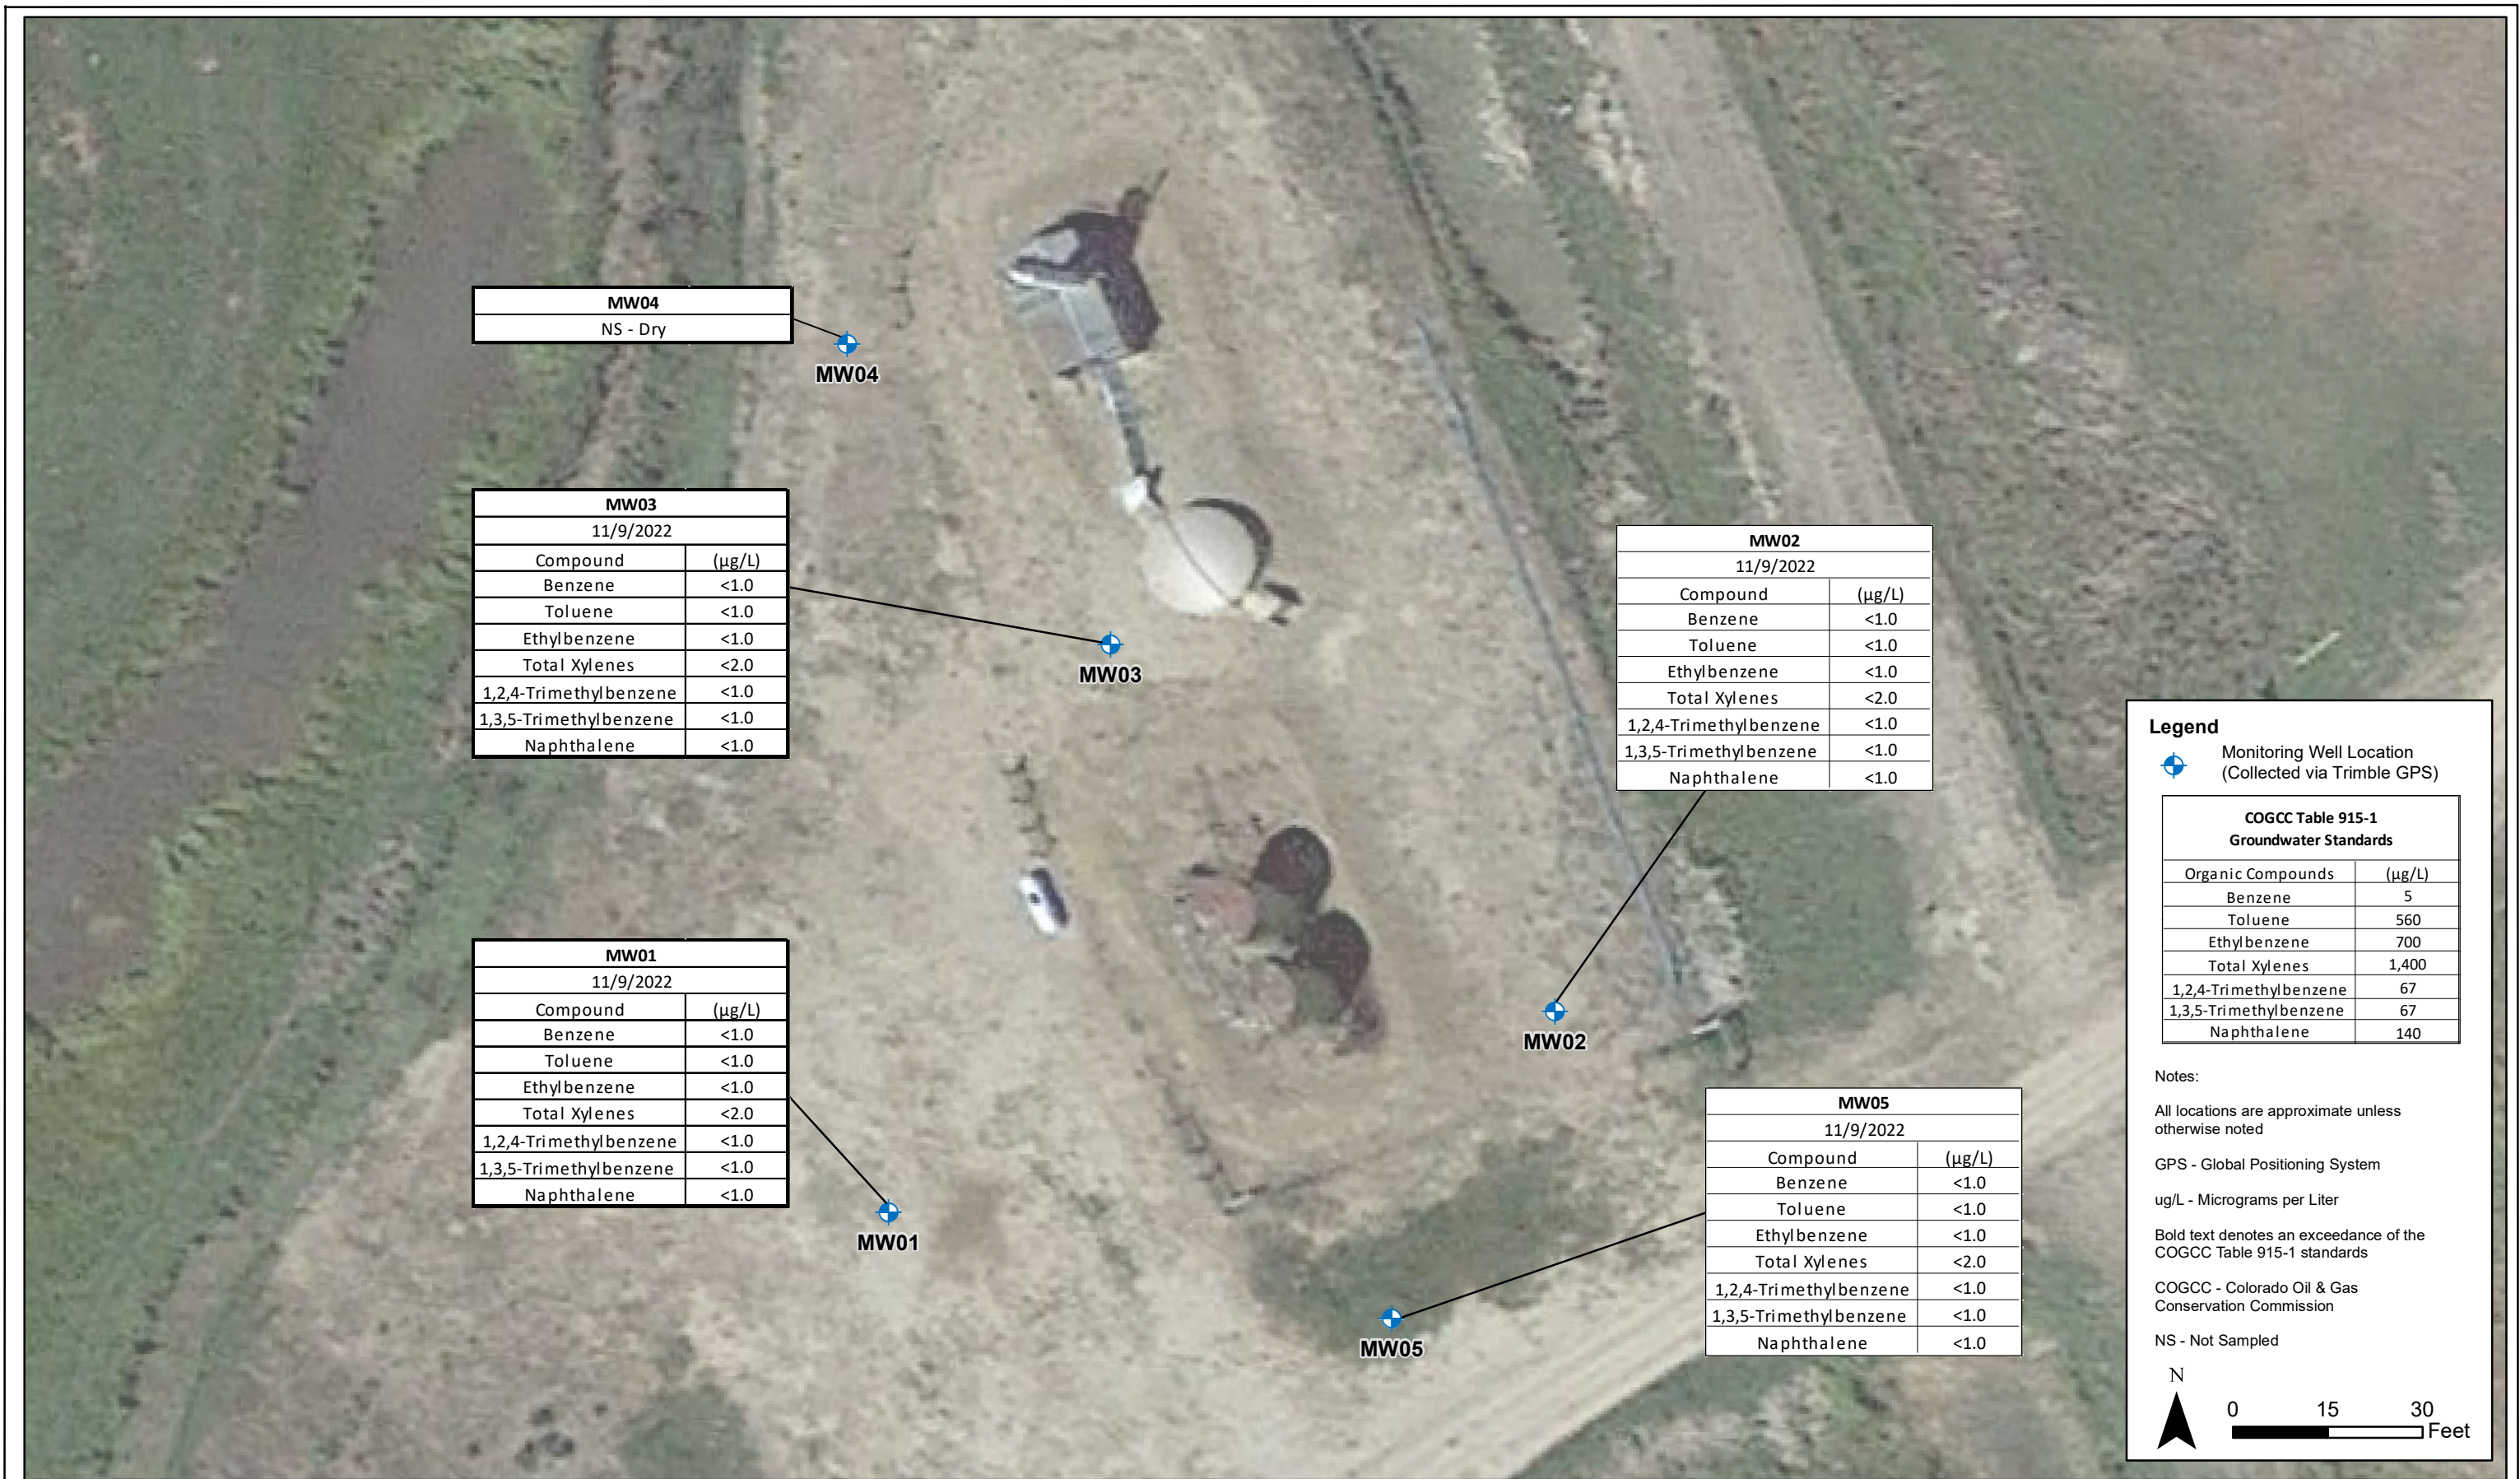 MW04
NS - Dry
MW04
MW03
11/9/2022
Compound (µg/L)
Benzene <1.0
Toluene <1.0
Ethylbenzene <1.0
Total Xylenes <2.0
1,2,4-Trimethylbenzene <1.0
1,3,5-Trimethylbenzene <1.0
Naphthalene <1.0
MW03
MW02
11/9/2022
Compound (µg/L)
Benzene <1.0
Toluene <1.0
Ethylbenzene <1.0
Total Xylenes <2.0
1,2,4-Trimethylbenzene <1.0
1,3,5-Trimethylbenzene <1.0
Naphthalene <1.0
MW02
MW01
11/9/2022
Compound (µg/L)
Benzene <1.0
Toluene <1.0
Ethylbenzene <1.0
Total Xylenes <2.0
1,2,4-Trimethylbenzene <1.0
1,3,5-Trimethylbenzene <1.0
Naphthalene <1.0
MW01
MW05
11/9/2022
Compound (µg/L)
Benzene <1.0
Toluene <1.0
Ethylbenzene <1.0
Total Xylenes <2.0
1,2,4-Trimethylbenzene <1.0
1,3,5-Trimethylbenzene <1.0
Naphthalene <1.0
MW05
Legend
Monitoring Well Location
(Collected via Trimble GPS)
COGCC Table 915-1
Groundwater Standards
Organic Compounds (µg/L)
Benzene 5
Toluene 560
Ethylbenzene 700
Total Xylenes 1,400
1,2,4-Trimethylbenzene 67
1,3,5-Trimethylbenzene 67
Naphthalene 140
Notes:
All locations are approximate unless
otherwise noted
GPS - Global Positioning System
ug/L - Micrograms per Liter
Bold text denotes an exceedance of the
COGCC Table 915-1 standards
COGCC - Colorado Oil & Gas
Conservation Commission
NS - Not Sampled
N
0 15 30
Feet